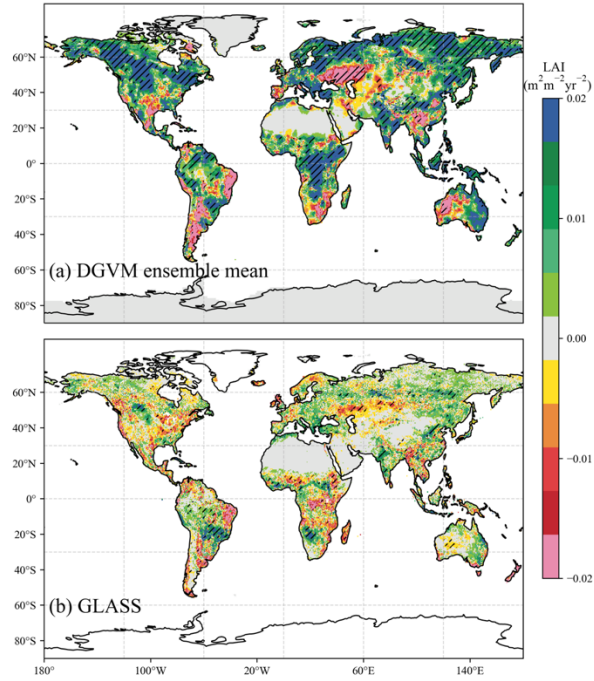 60°N
40°N
20°N
0°
20°S
40°S
60°S
80°S
(a) DGVM ensemble mean
LAI
(m²m⁻²yr⁻²)
0.02
0.01
0.00
−0.01
−0.02
60°N
40°N
20°N
0°
20°S
40°S
60°S
80°S
(b) GLASS
180°
100°W
20°W
60°E
140°E